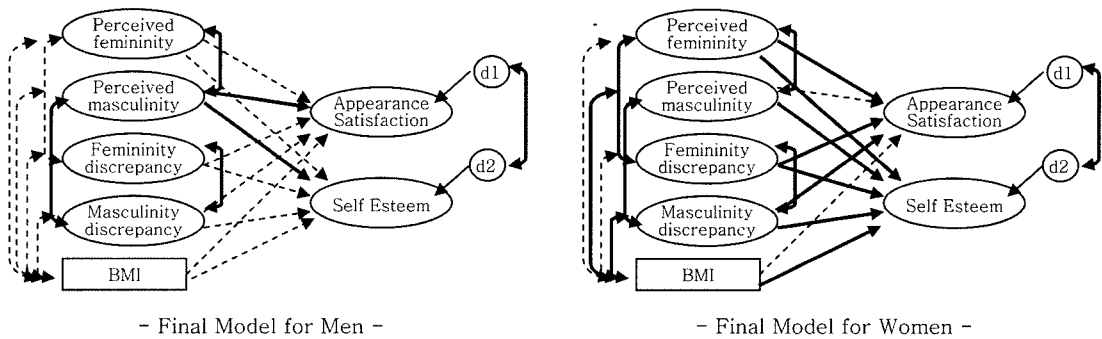 Perceived
femininity
Perceived
masculinity
Femininity
discrepancy
Masculinity
discrepancy
BMI
Appearance
Satisfaction
Self Esteem
d1
d2
- Final Model for Men -
Perceived
femininity
Perceived
masculinity
Femininity
discrepancy
Masculinity
discrepancy
BMI
Appearance
Satisfaction
Self Esteem
d1
d2
- Final Model for Women -